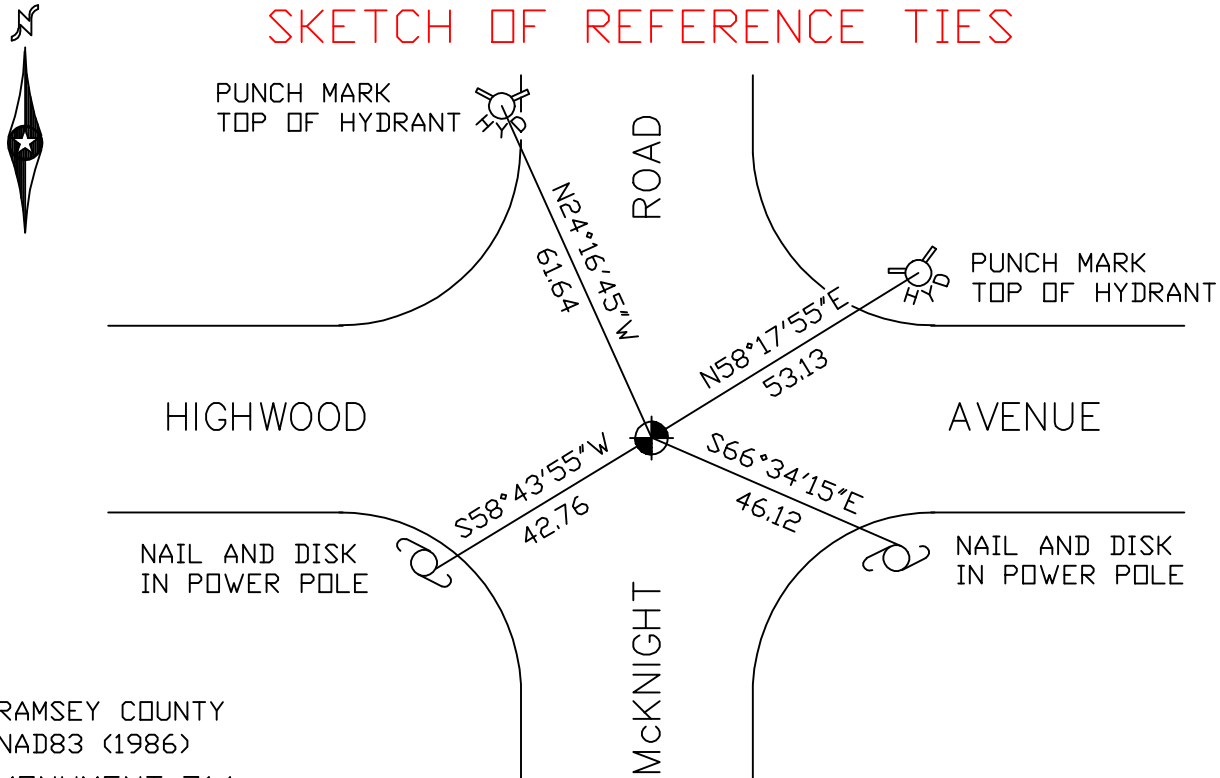 N
SKETCH OF REFERENCE TIES
PUNCH MARK
TOP OF HYDRANT
HYD
ROAD
N24°16'45"W
61.64
HYD
PUNCH MARK
TOP OF HYDRANT
N58°17'55"E
53.13
HIGHWOOD
AVENUE
S58°43'55"W
42.76
S66°34'15"E
46.12
NAIL AND DISK
IN POWER POLE
NAIL AND DISK
IN POWER POLE
McKNIGHT
RAMSEY COUNTY
NAD83 (1986)